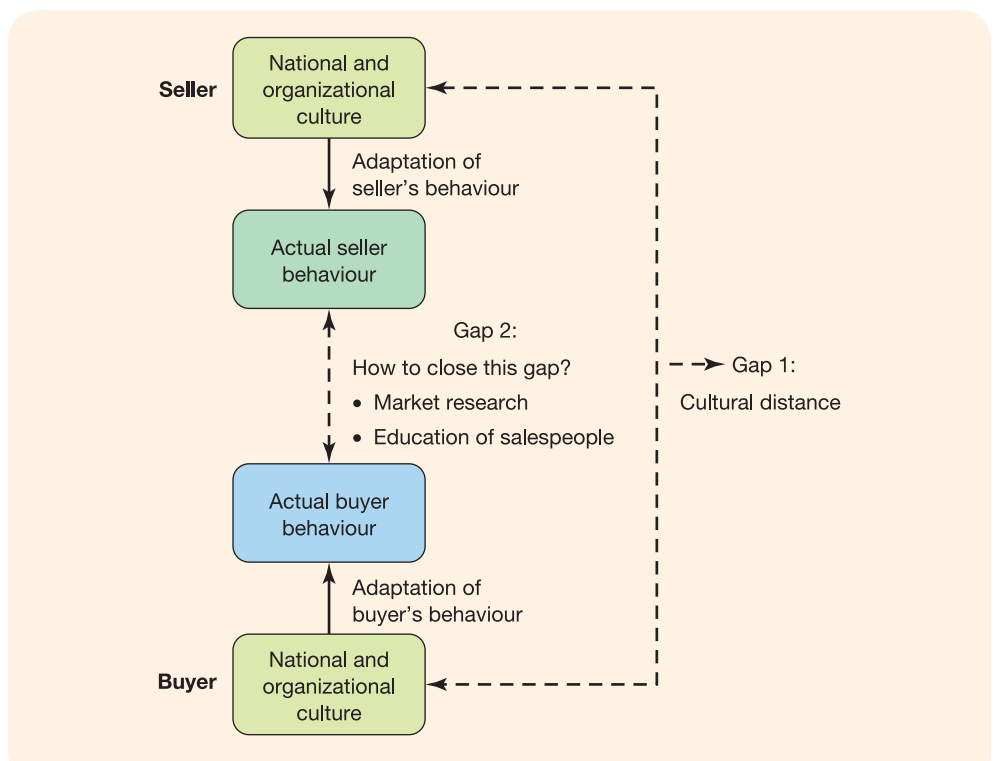 Seller
National and
organizational
culture
Adaptation of
seller's behaviour
Actual seller
behaviour
Gap 2:
How to close this gap?
• Market research
• Education of salespeople
Gap 1:
Cultural distance
Actual buyer
behaviour
Adaptation of
buyer's behaviour
Buyer
National and
organizational
culture